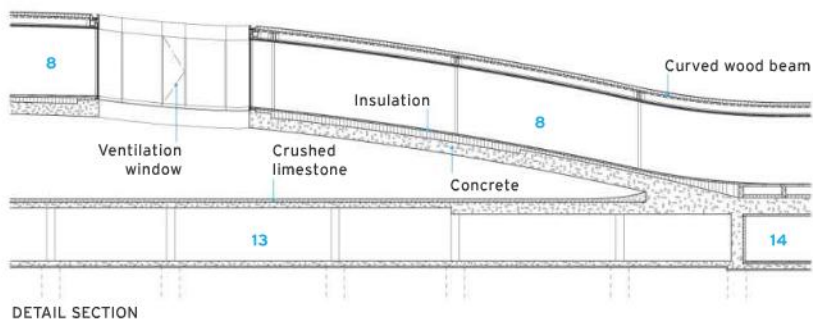 8
Curved wood beam
Insulation
8
Ventilation
window
Crushed
limestone
Concrete
13
14
DETAIL SECTION